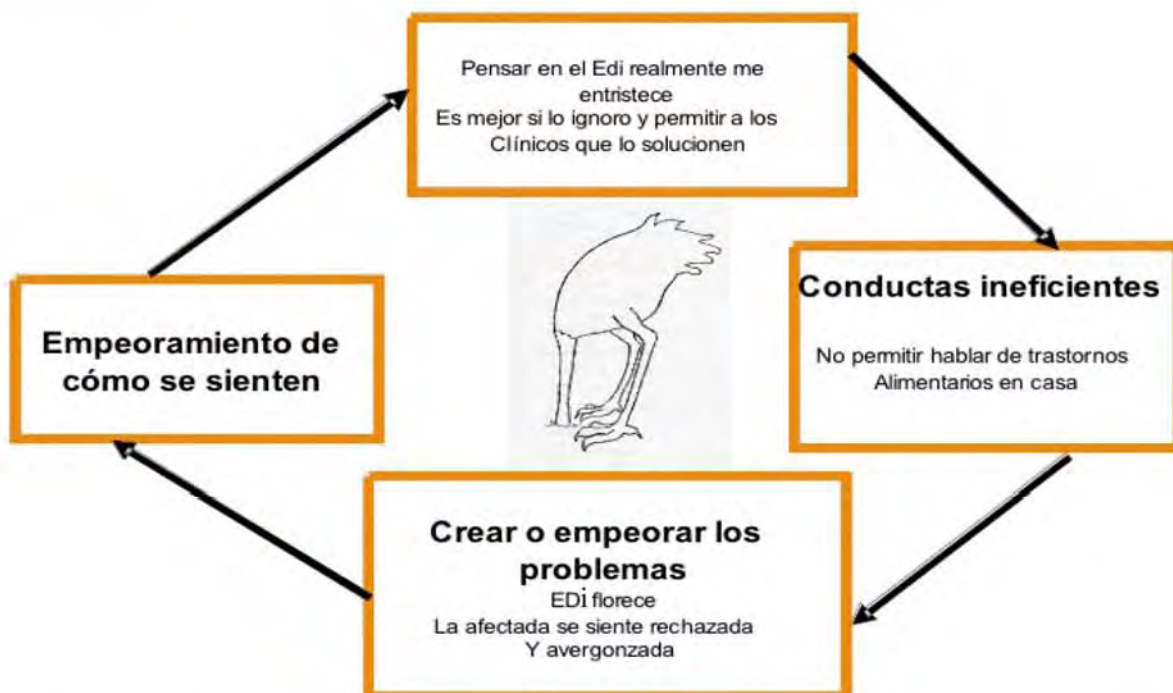 Pensar en el Edi realmente me
entristece
Es mejor si lo ignoro y permitir a los
Clínicos que lo solucionen
Conductas ineficientes
No permitir hablar de trastornos
Alimentarios en casa
Crear o empeorar los
problemas
EDi florece
La afectada se siente rechazada
Y avergonzada
Empeoramiento de
cómo se sienten